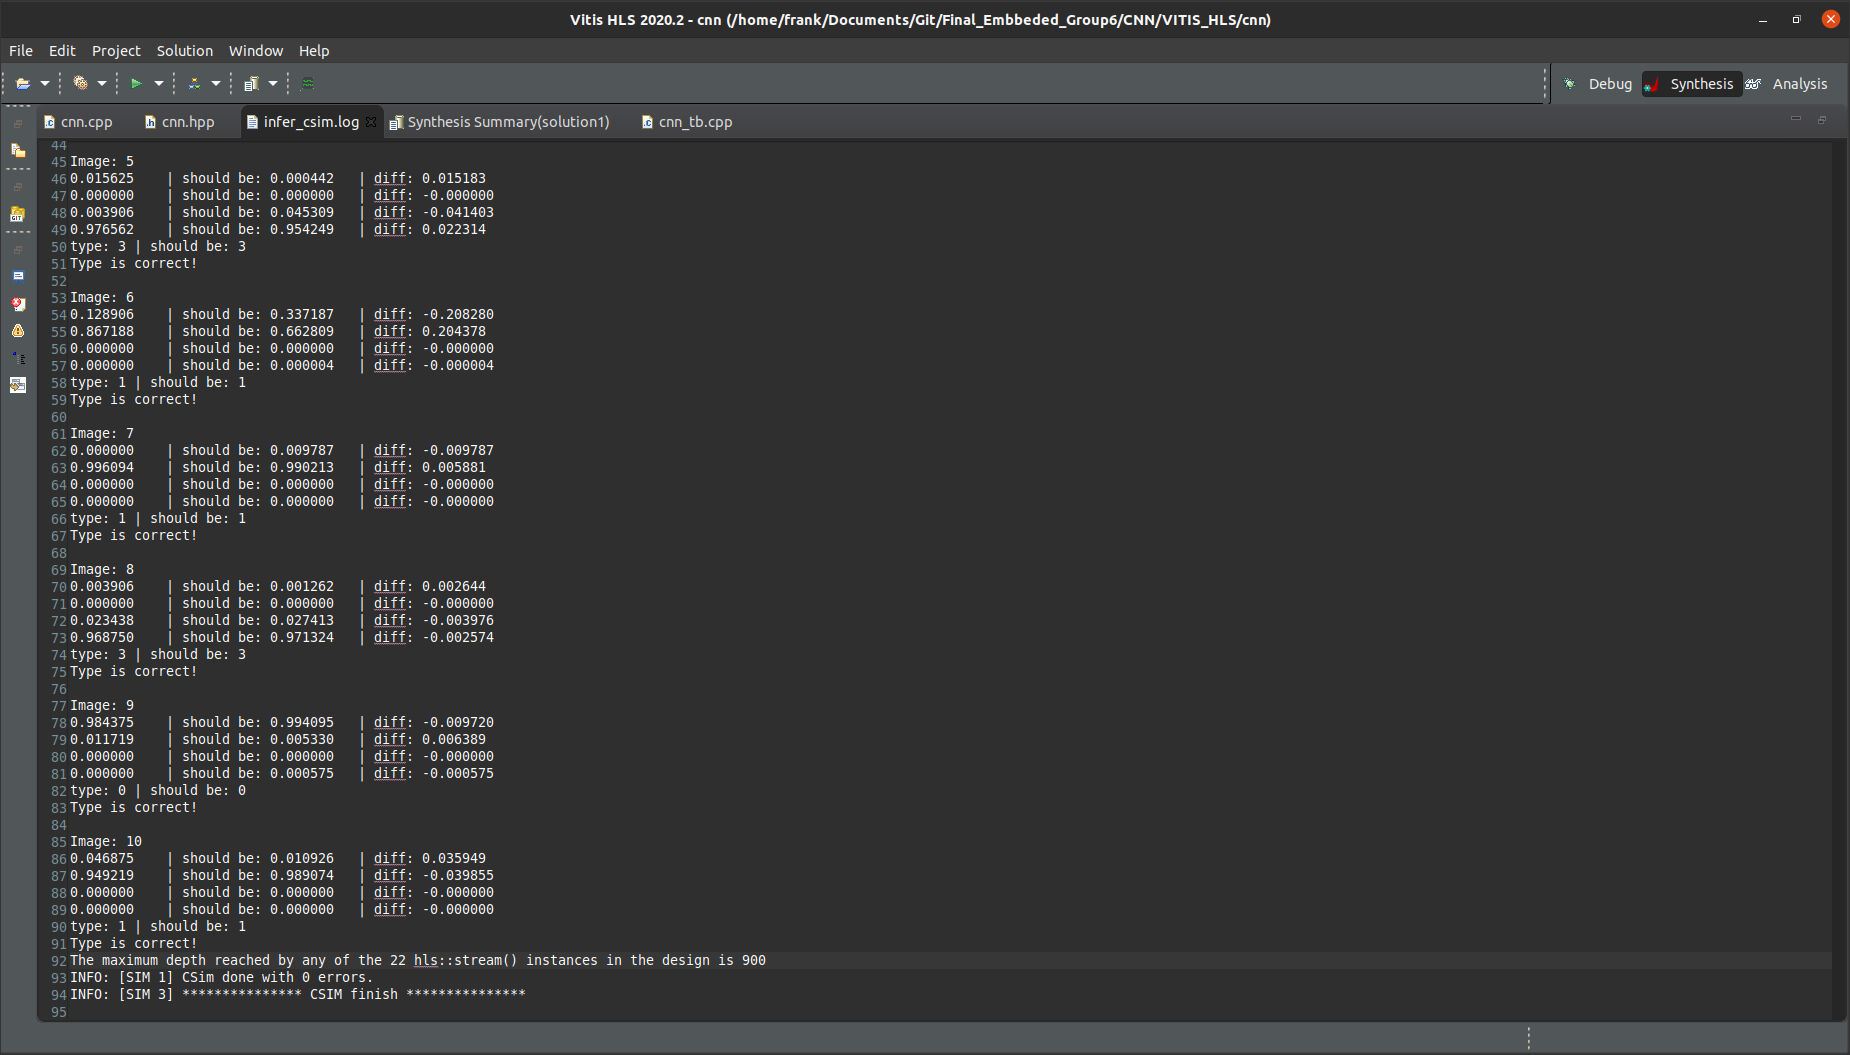 Vitis HLS 2020.2 - cnn (/home/frank/Documents/Git/Final_Embbeded_Group6/CNN/VITIS_HLS/cnn)
File Edit Project Solution Window Help
Debug Synthesis Analysis
cnn.cpp cnn.hpp infer_csim.log Synthesis Summary(solution1) cnn_tb.cpp
44
45 Image: 5
46 0.015625 | should be: 0.000442 | diff: 0.015183
47 0.000000 | should be: 0.000000 | diff: -0.000000
48 0.003906 | should be: 0.045309 | diff: -0.041403
49 0.976562 | should be: 0.954249 | diff: 0.022314
50 type: 3 | should be: 3
51 Type is correct!
52
53 Image: 6
54 0.128906 | should be: 0.337187 | diff: -0.208280
55 0.867188 | should be: 0.662809 | diff: 0.204378
56 0.000000 | should be: 0.000000 | diff: -0.000000
57 0.000000 | should be: 0.000004 | diff: -0.000004
58 type: 1 | should be: 1
59 Type is correct!
60
61 Image: 7
62 0.000000 | should be: 0.009787 | diff: -0.009787
63 0.996094 | should be: 0.990213 | diff: 0.005881
64 0.000000 | should be: 0.000000 | diff: -0.000000
65 0.000000 | should be: 0.000000 | diff: -0.000000
66 type: 1 | should be: 1
67 Type is correct!
68
69 Image: 8
70 0.003906 | should be: 0.001262 | diff: 0.002644
71 0.000000 | should be: 0.000000 | diff: -0.000000
72 0.023438 | should be: 0.027413 | diff: -0.003976
73 0.968750 | should be: 0.971324 | diff: -0.002574
74 type: 3 | should be: 3
75 Type is correct!
76
77 Image: 9
78 0.984375 | should be: 0.994095 | diff: -0.009720
79 0.011719 | should be: 0.005330 | diff: 0.006389
80 0.000000 | should be: 0.000000 | diff: -0.000000
81 0.000000 | should be: 0.000575 | diff: -0.000575
82 type: 0 | should be: 0
83 Type is correct!
84
85 Image: 10
86 0.046875 | should be: 0.010926 | diff: 0.035949
87 0.949219 | should be: 0.989074 | diff: -0.039855
88 0.000000 | should be: 0.000000 | diff: -0.000000
89 0.000000 | should be: 0.000000 | diff: -0.000000
90 type: 1 | should be: 1
91 Type is correct!
92 The maximum depth reached by any of the 22 hls::stream() instances in the design is 900
93 INFO: [SIM 1] CSim done with 0 errors.
94 INFO: [SIM 3] *************** CSIM finish ***************
95